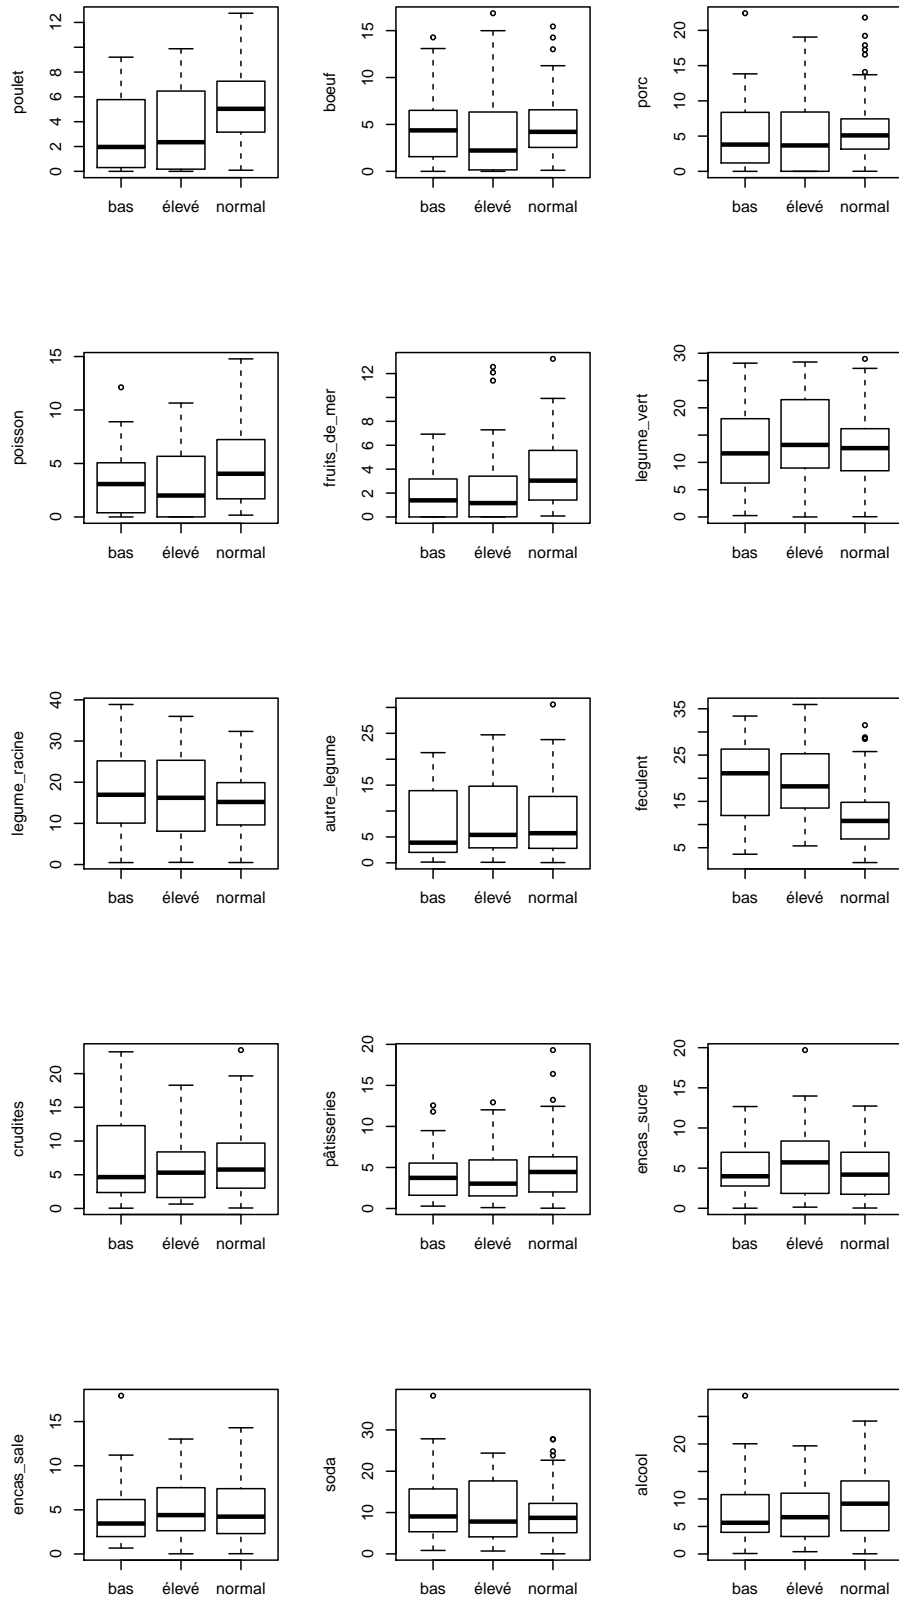 poulet
0 2 4 6 8 12
bas élevé normal
boeuf
0 5 10 15
bas élevé normal
porc
0 5 10 15 20
bas élevé normal
poisson
0 5 10 15
bas élevé normal
fruits_de_mer
0 2 4 6 8 12
bas élevé normal
legume_vert
0 5 10 20 30
bas élevé normal
legume_racine
0 10 20 30 40
bas élevé normal
autre_legume
0 5 15 25
bas élevé normal
feculent
5 15 25 35
bas élevé normal
crudites
0 5 10 15 20
bas élevé normal
pâtisseries
0 5 10 15 20
bas élevé normal
encas_sucre
0 5 10 15 20
bas élevé normal
encas_sale
0 5 10 15
bas élevé normal
soda
0 10 20 30
bas élevé normal
alcool
0 5 10 20
bas élevé normal